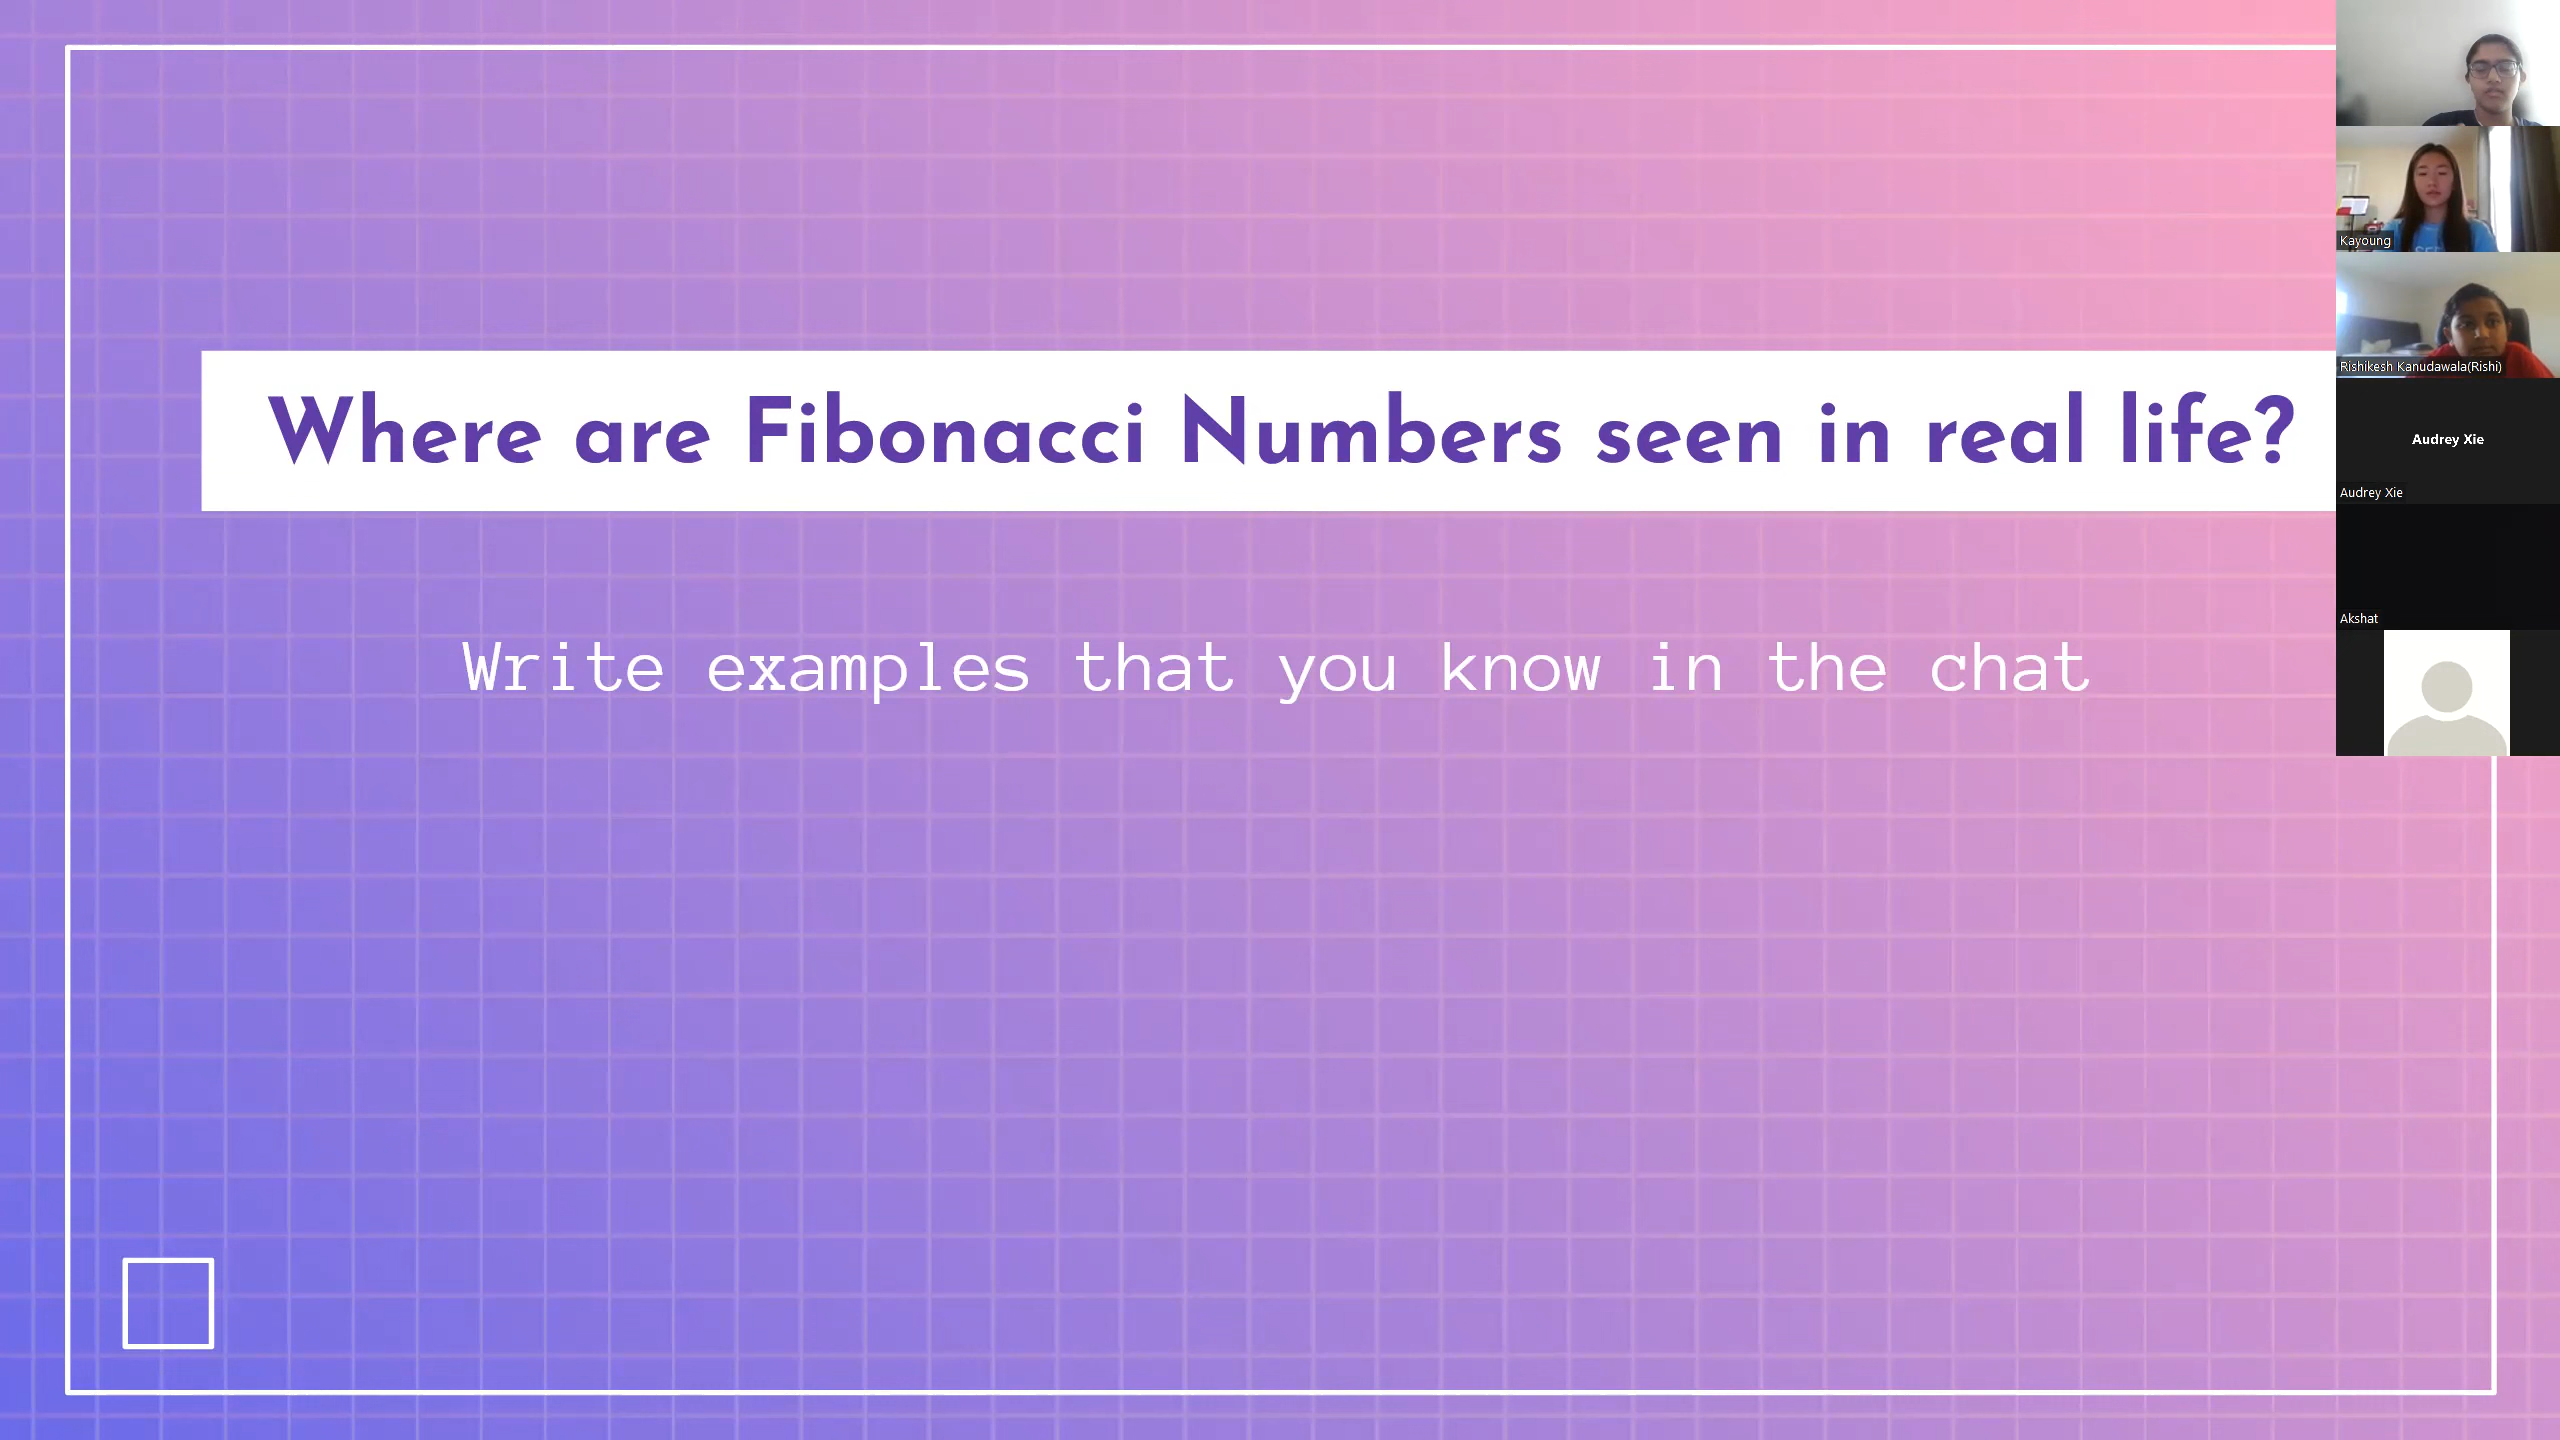 Where are Fibonacci Numbers seen in real life?
Write examples that you know in the chat
Kayoung
Rishikesh Kanudawala(Rishi)
Audrey Xie
Audrey Xie
Akshat